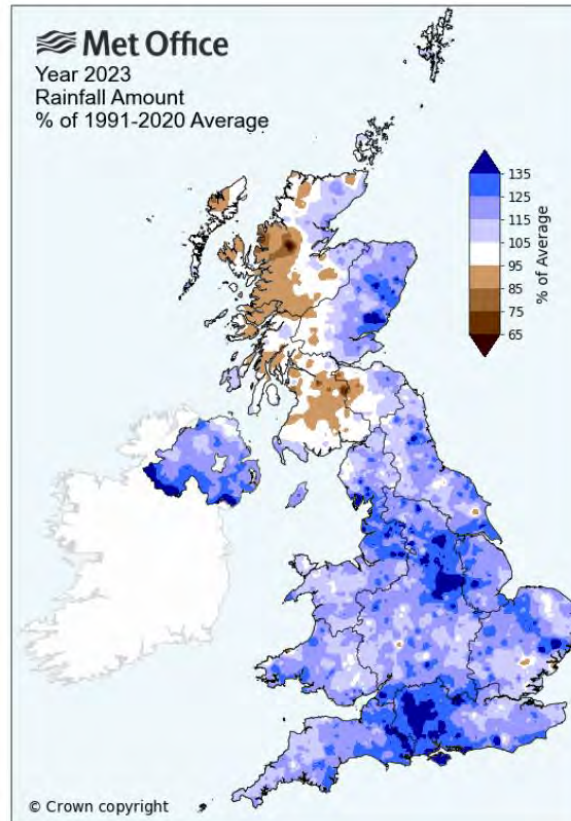 Met Office
Year 2023
Rainfall Amount
% of 1991-2020 Average
135
125
115
105
95
85
75
65
% of Average
© Crown copyright